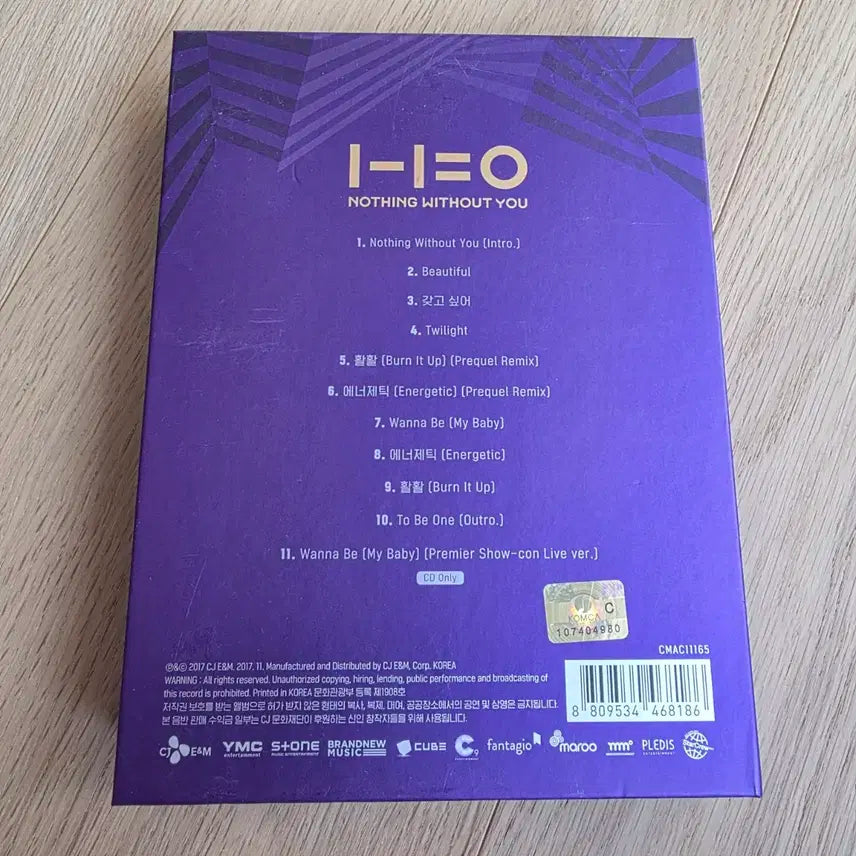 1-1=0
NOTHING WITHOUT YOU
1. Nothing Without You (Intro.)
2. Beautiful
3. 갖고 싶어
4. Twilight
5. 활활 (Burn It Up) (Prequel Remix)
6. 에너제틱 (Energetic) (Prequel Remix)
7. Wanna Be (My Baby)
8. 에너제틱 (Energetic)
9. 활활 (Burn It Up)
10. To Be One (Outro.)
11. Wanna Be (My Baby) (Premier Show-con Live ver.)
CD Only
KOMCA C
107404980
CMAC11165
℗&© 2017 CJ E&M. 2017. 11. Manufactured and Distributed by CJ E&M, Corp. KOREA
WARNING : All rights reserved. Unauthorized copying, hiring, lending, public performance and broadcasting of
this record is prohibited. Printed in KOREA 문화관광부 등록 제1908호
저작권 보호를 받는 앨범으로 허가 받지 않은 형태의 복사, 복제, 대여, 공공장소에서의 공연 및 상영은 금지됩니다.
본 음반 판매 수익금 일부는 CJ 문화재단이 후원하는 신인 창작자들을 위해 사용됩니다.
8 809534 468186
CJ E&M YMC entertainment STONE MUSIC ENTERTAINMENT BRANDNEW MUSIC CUBE C9 ENTERTAINMENT fantagio maroo mmo PLEDIS ENTERTAINMENT StarCrew